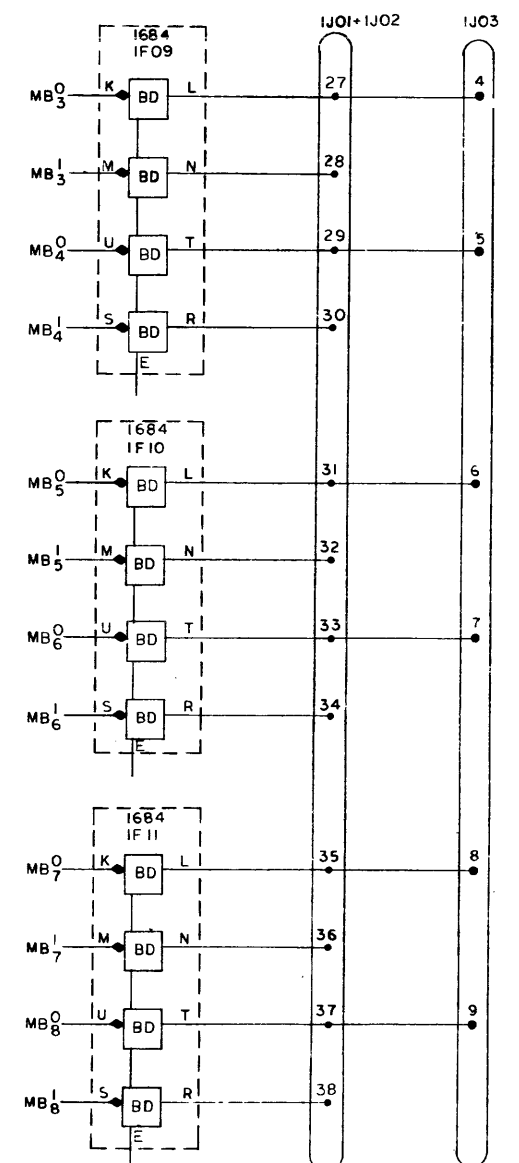 1J01+1J02 1J03
1684
1F09
MB⁰₃ K BD L 27 4
MB¹₃ M BD N 28
MB⁰₄ U BD T 29 5
MB¹₄ S BD R 30
E
1684
1F10
MB⁰₅ K BD L 31 6
MB¹₅ M BD N 32
MB⁰₆ U BD T 33 7
MB¹₆ S BD R 34
E
1684
1F11
MB⁰₇ K BD L 35 8
MB¹₇ M BD N 36
MB⁰₈ U BD T 37 9
MB¹₈ S BD R 38
E